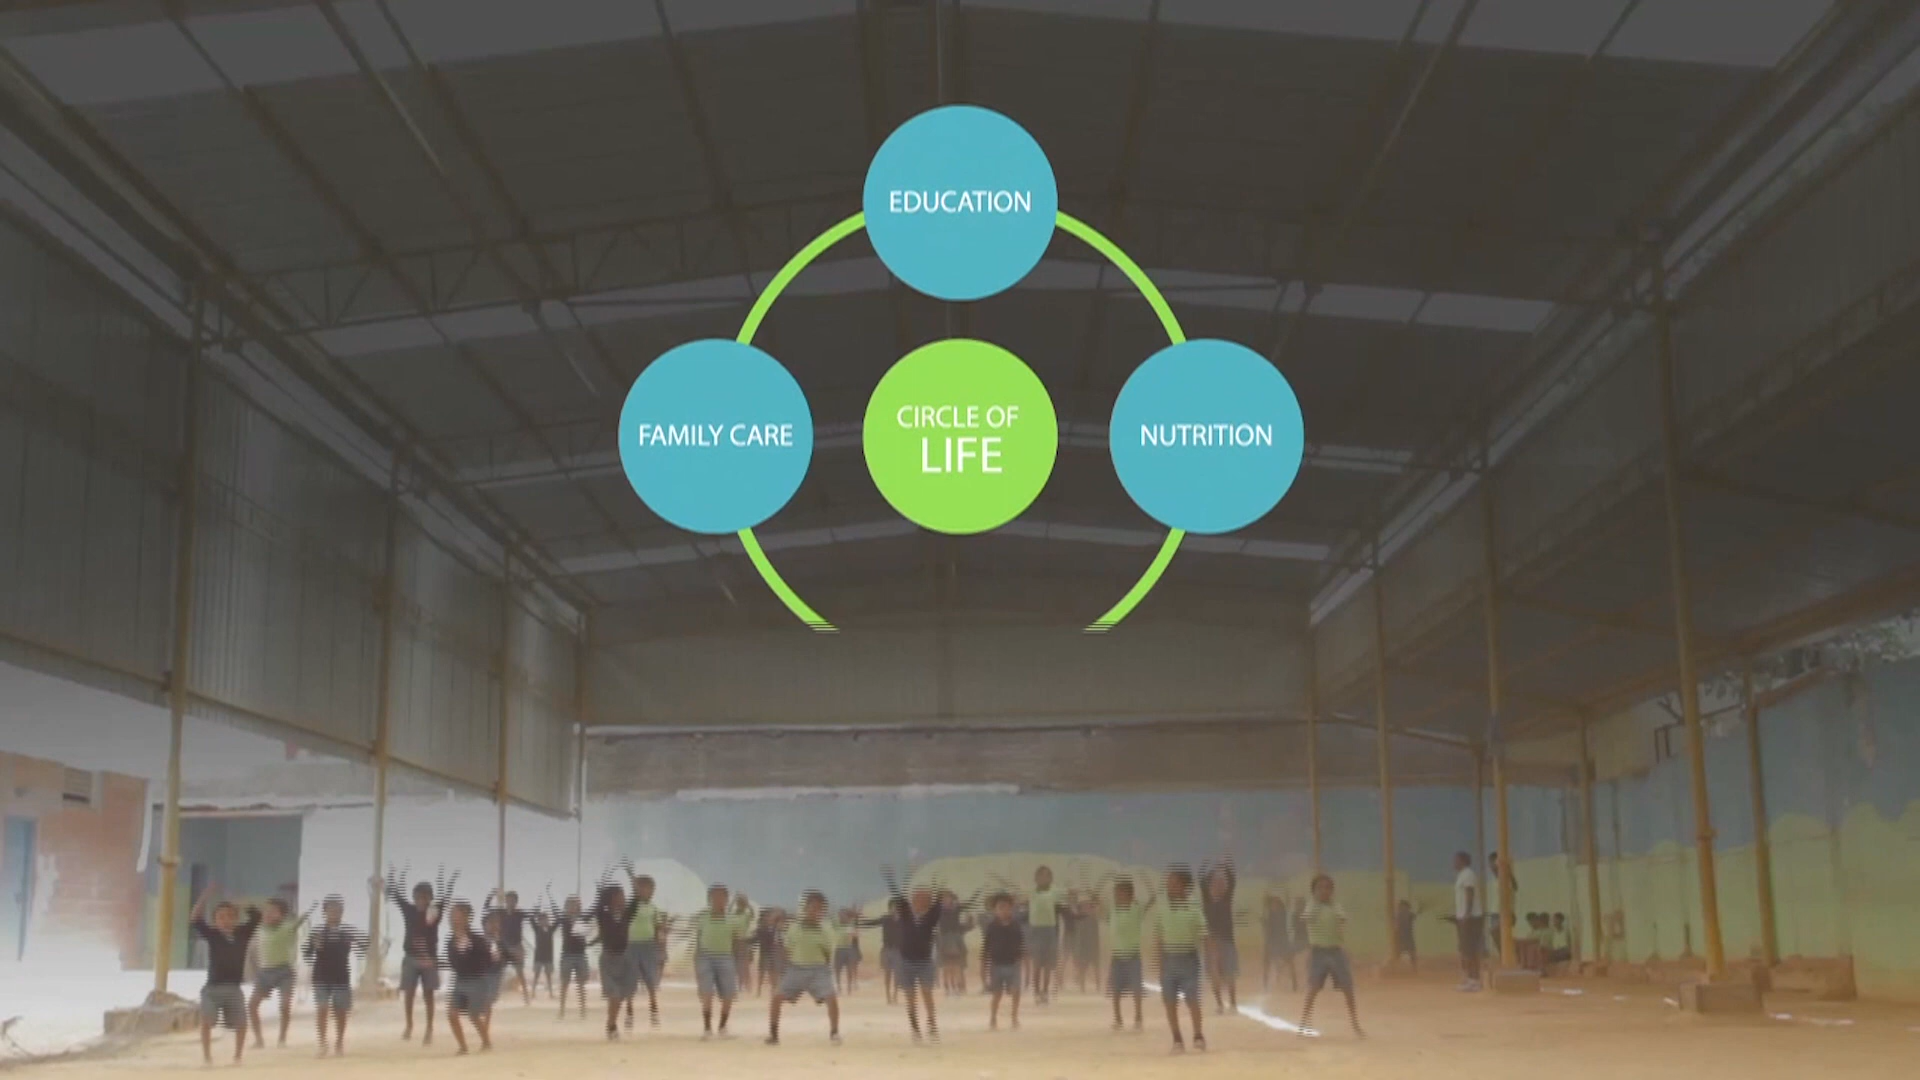 EDUCATION
FAMILY CARE
CIRCLE OF
LIFE
NUTRITION